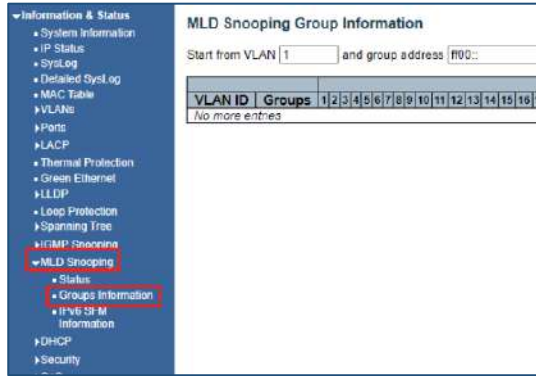 Information & Status
System Information
IP Status
SysLog
Detailed SysLog
MAC Table
VLANs
Ports
LACP
Thermal Protection
Green Ethernet
LLDP
Loop Protection
Spanning Tree
IGMP Snooping
MLD Snooping
Status
Groups Information
IPv6 SFM
Information
DHCP
Security
MLD Snooping Group Information
Start from VLAN 1 and group address ff00::
VLAN ID Groups 1 2 3 4 5 6 7 8 9 10 11 12 13 14 15 16
No more entries